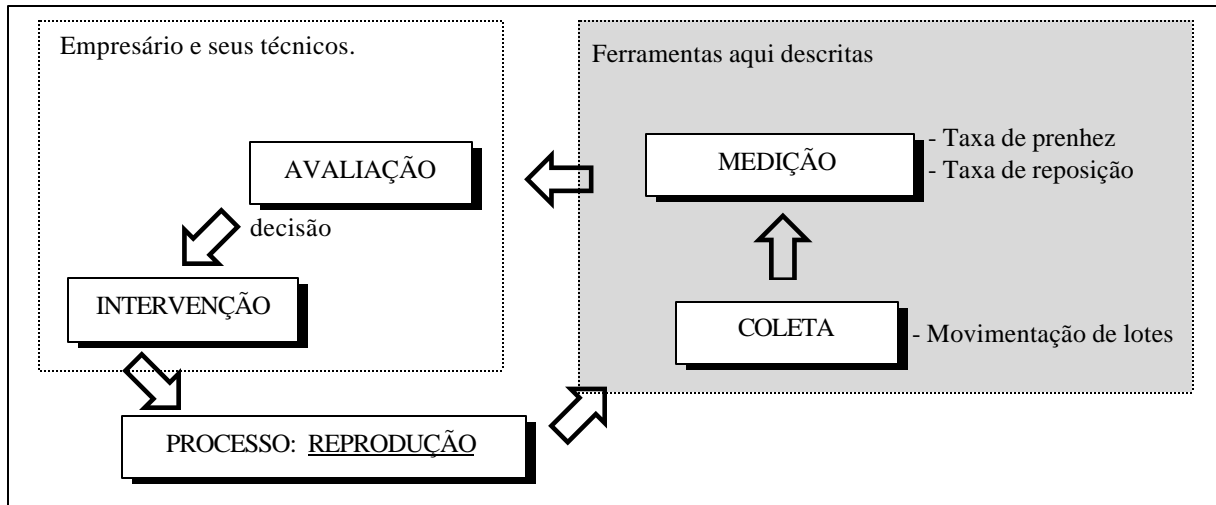 Empresário e seus técnicos.
AVALIAÇÃO
decisão
INTERVENÇÃO
PROCESSO: REPRODUÇÃO
Ferramentas aqui descritas
MEDIÇÃO
- Taxa de prenhez
- Taxa de reposição
COLETA
- Movimentação de lotes